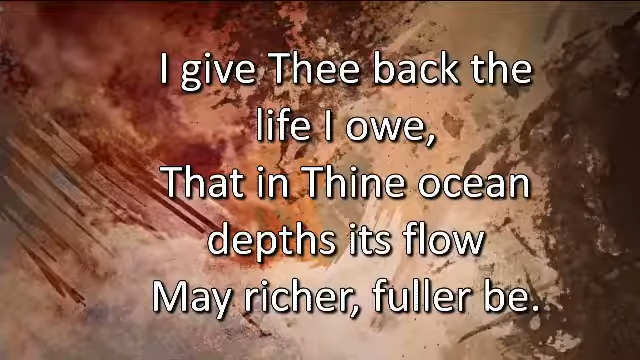 I give Thee back the
life I owe,
That in Thine ocean
depths its flow
May richer, fuller be.